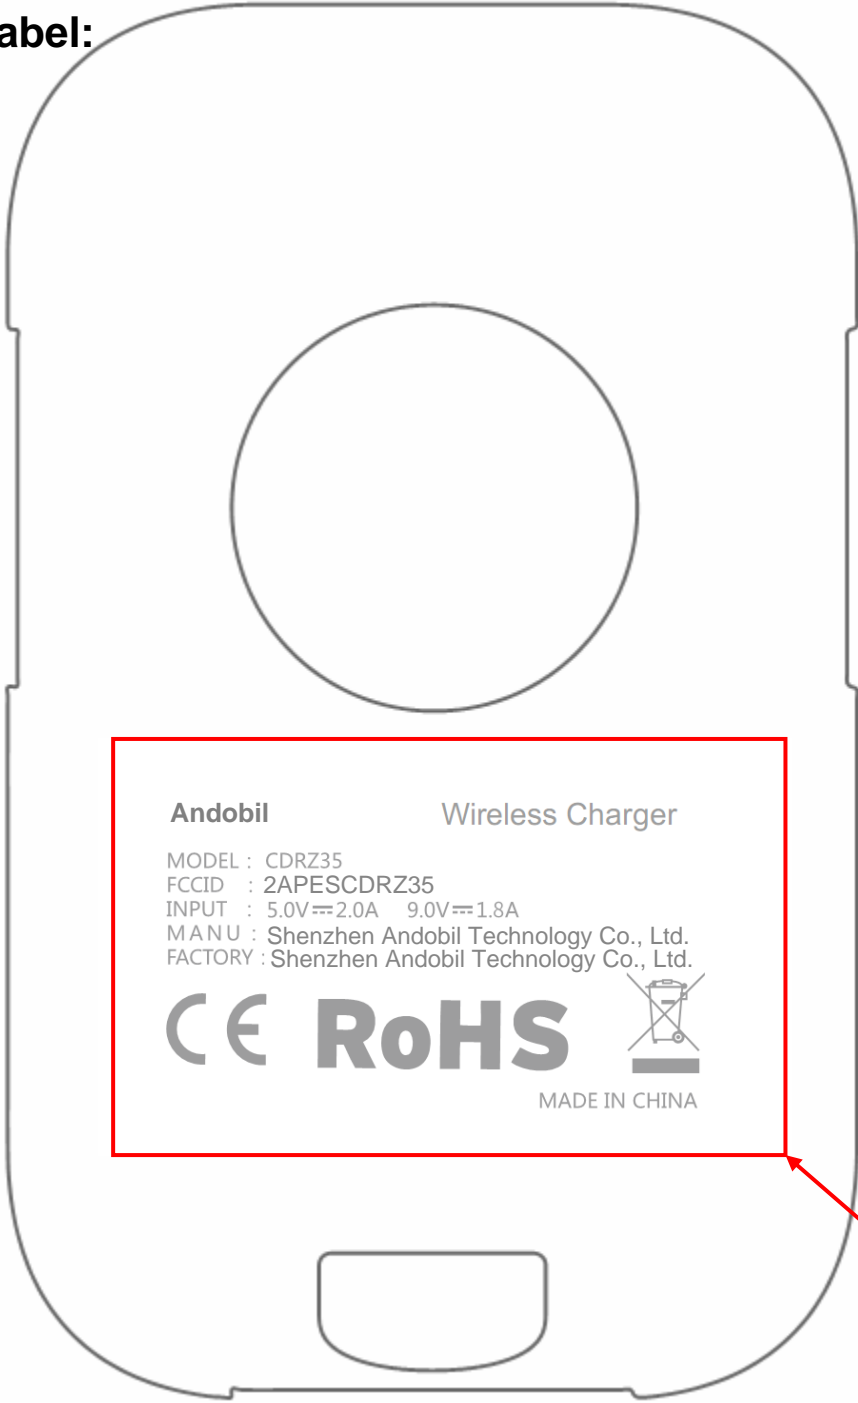 abel:
Andobil Wireless Charger
MODEL : CDRZ35
FCCID : 2APESCDRZ35
INPUT : 5.0V⎓2.0A 9.0V⎓1.8A
MANU : Shenzhen Andobil Technology Co., Ltd.
FACTORY : Shenzhen Andobil Technology Co., Ltd.
CE RoHS
MADE IN CHINA